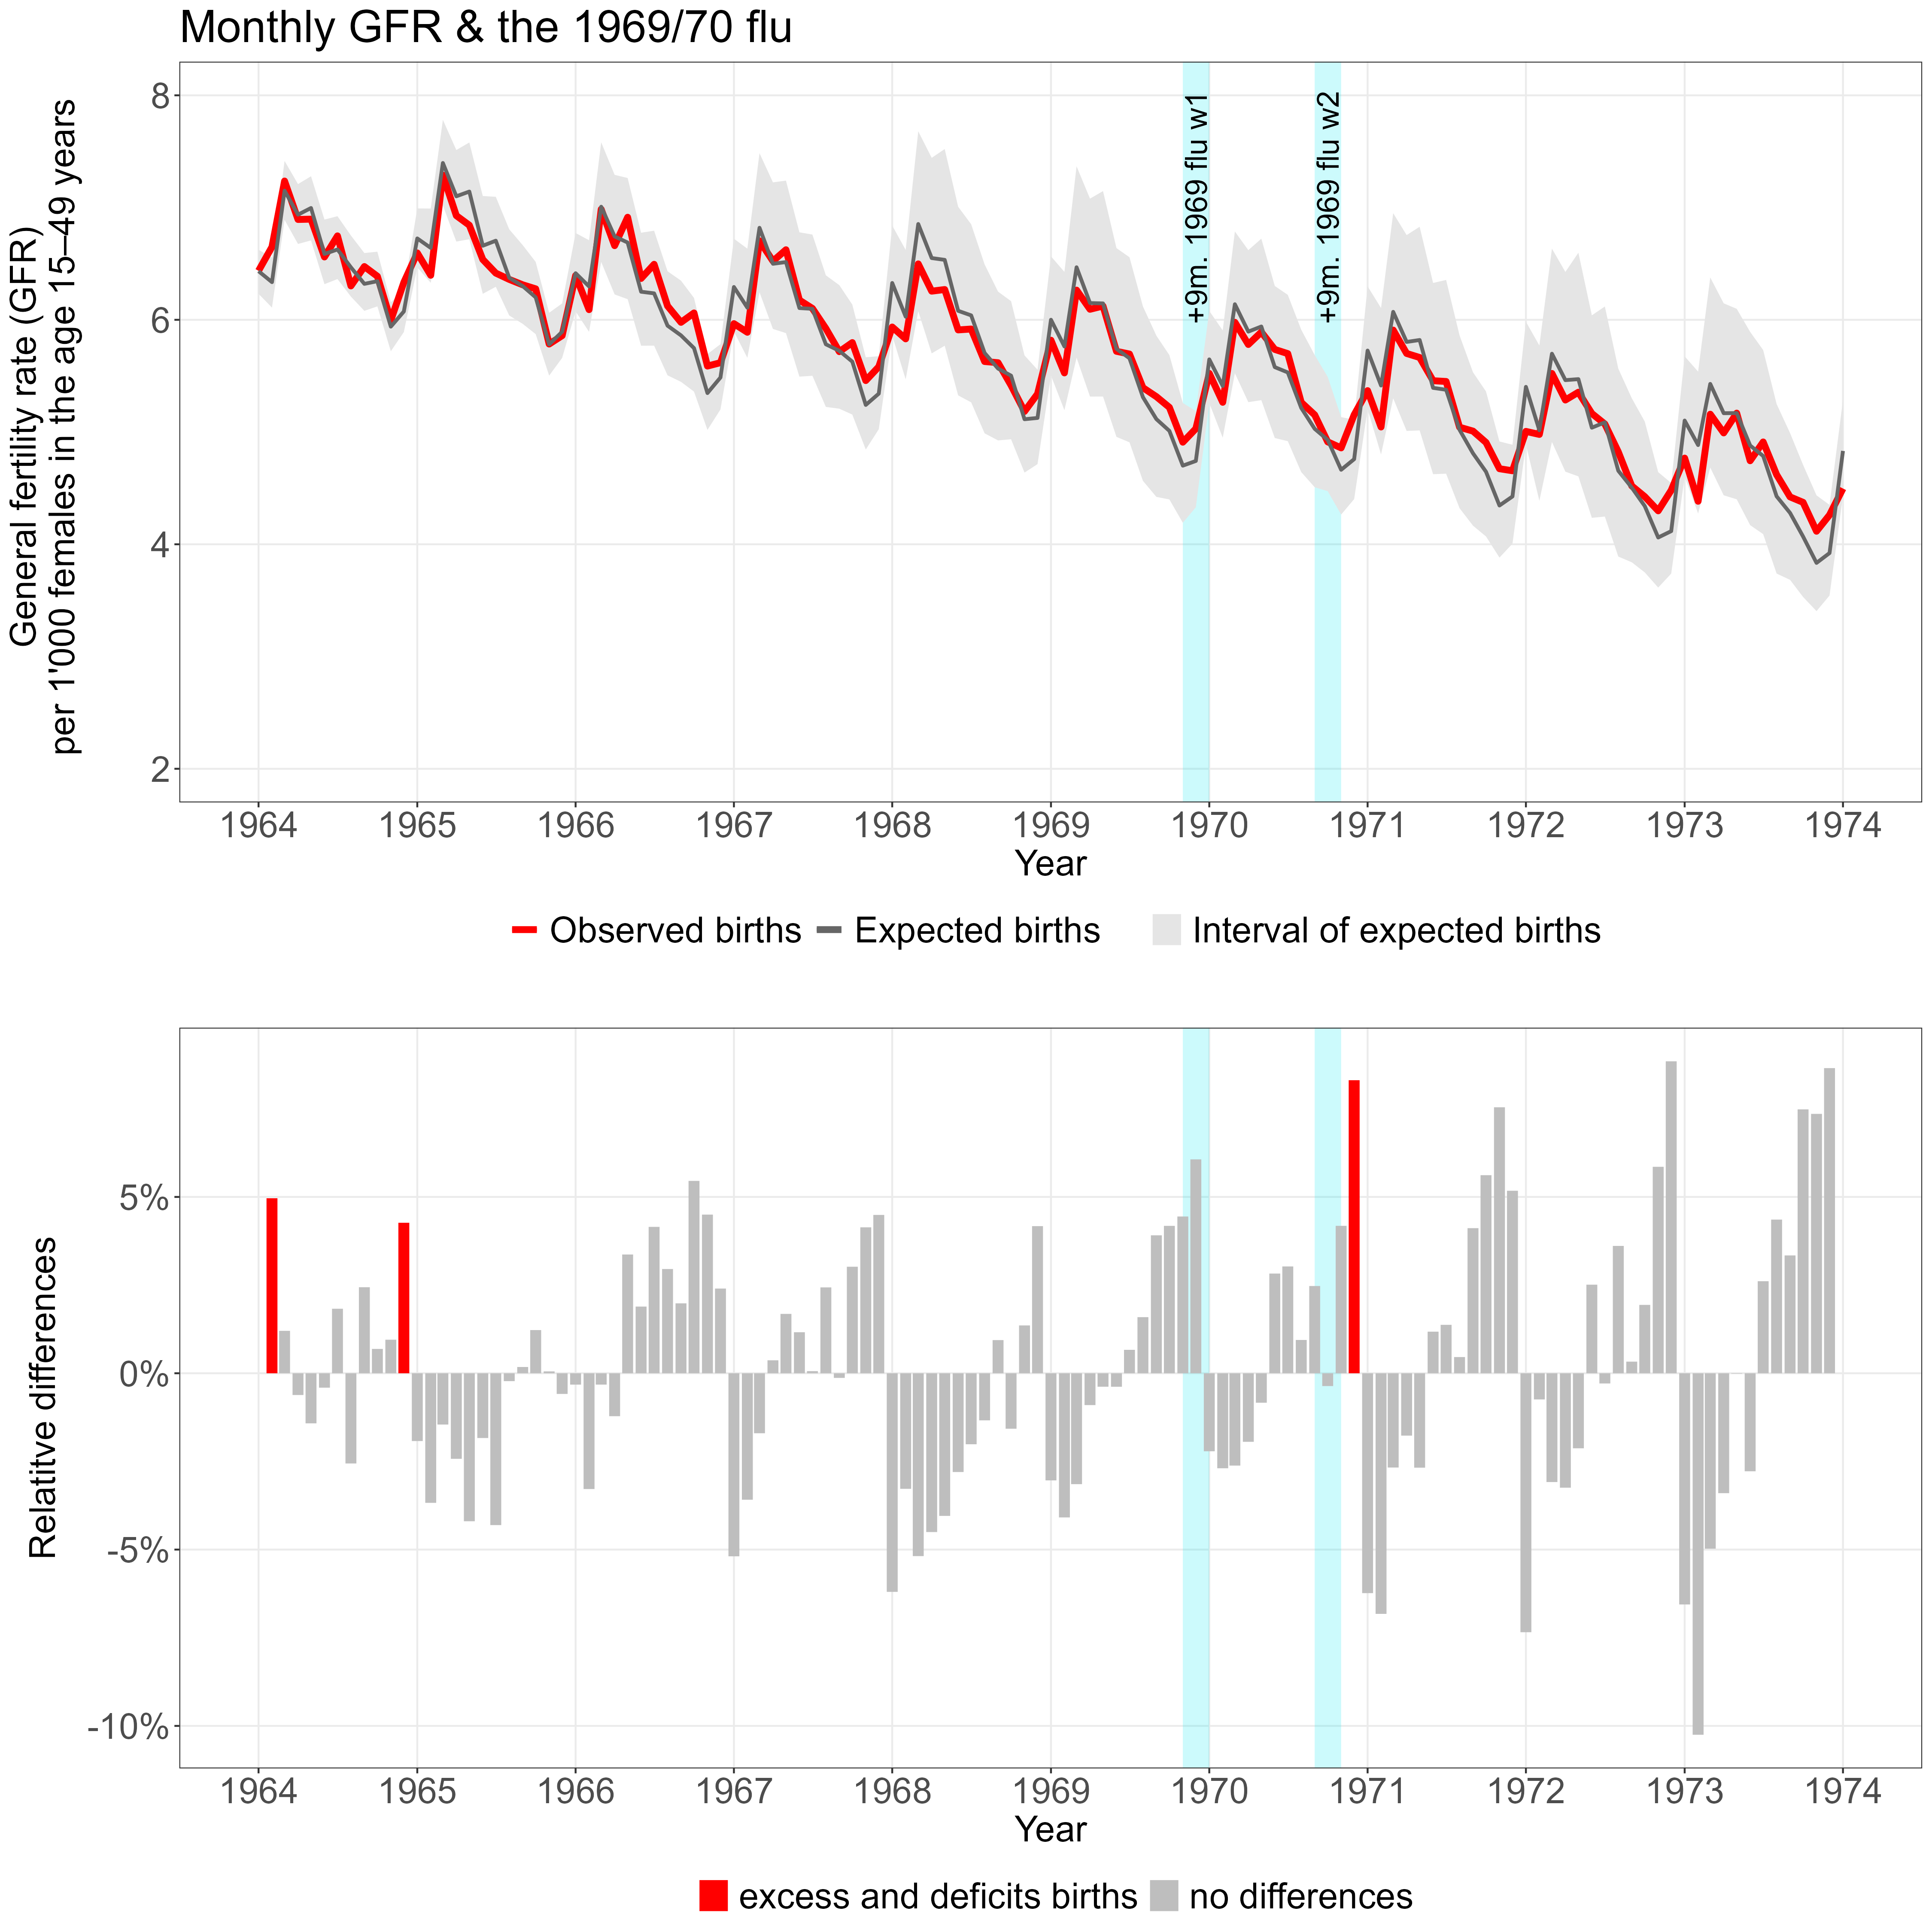 Monthly GFR & the 1969/70 flu
General fertility rate (GFR)
per 1'000 females in the age 15–49 years
8
6
4
2
+9m. 1969 flu w1
+9m. 1969 flu w2
1964 1965 1966 1967 1968 1969 1970 1971 1972 1973 1974
Year
Observed births Expected births Interval of expected births
Relatitve differences
5%
0%
-5%
-10%
1964 1965 1966 1967 1968 1969 1970 1971 1972 1973 1974
Year
excess and deficits births no differences